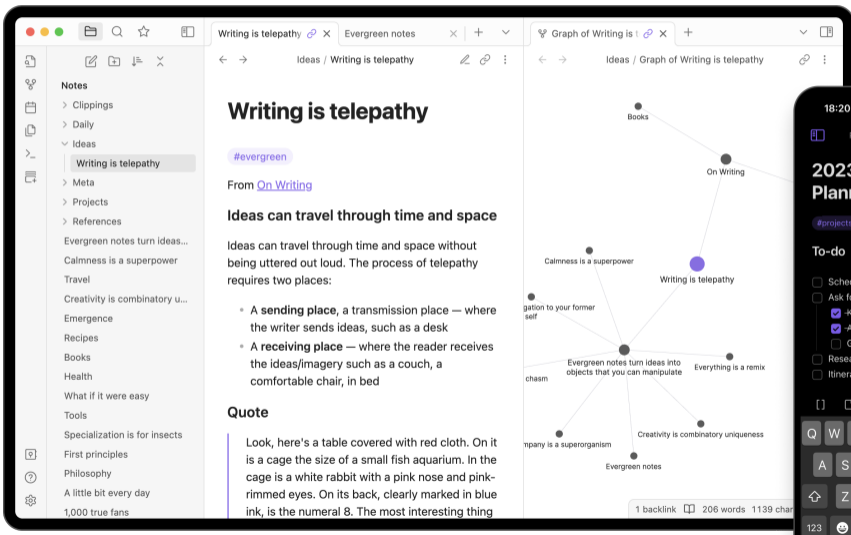 Writing is telepathy
Evergreen notes
Graph of Writing is
Ideas / Writing is telepathy
Ideas / Graph of Writing is telepathy
Notes
Clippings
Daily
Ideas
Writing is telepathy
Meta
Projects
References
Evergreen notes turn ideas...
Calmness is a superpower
Travel
Creativity is combinatory u...
Emergence
Recipes
Books
Health
What if it were easy
Tools
Specialization is for insects
First principles
Philosophy
A little bit every day
1,000 true fans
Writing is telepathy
#evergreen
From On Writing
Ideas can travel through time and space
Ideas can travel through time and space without
being uttered out loud. The process of telepathy
requires two places:
• A sending place, a transmission place — where
the writer sends ideas, such as a desk
• A receiving place — where the reader receives
the ideas/imagery such as a couch, a
comfortable chair, in bed
Quote
Look, here's a table covered with red cloth. On it
is a cage the size of a small fish aquarium. In the
cage is a white rabbit with a pink nose and pink-
rimmed eyes. On its back, clearly marked in blue
ink, is the numeral 8. The most interesting thing
Books
On Writing
Calmness is a superpower
Writing is telepathy
gation to your former
self
Evergreen notes turn ideas into
objects that you can manipulate
Everything is a remix
chasm
Creativity is combinatory uniqueness
mpany is a superorganism
Evergreen notes
1 backlink 206 words 1139 char
18:20
2023
Plann
#projects
To-do
Sche
Ask f
Resea
Itinera
Q W
A S
Z
123